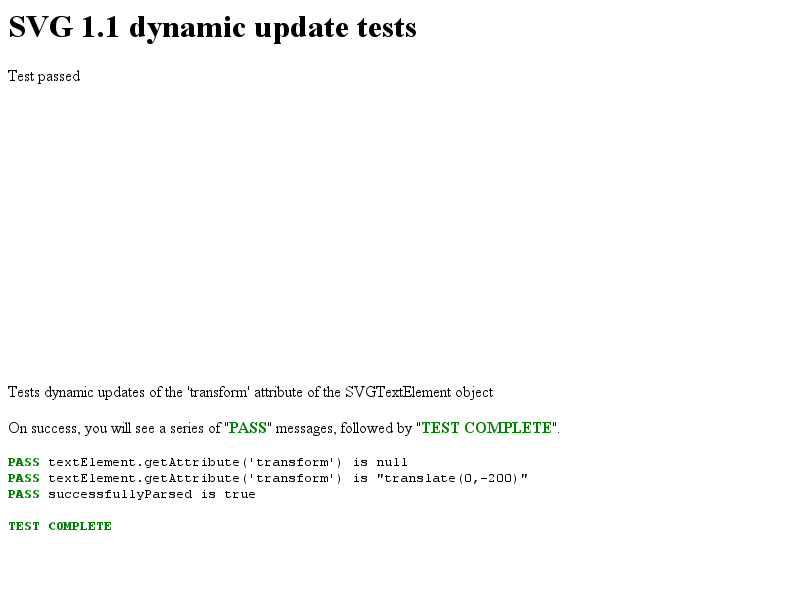 SVG 1.1 dynamic update tests
Test passed
Tests dynamic updates of the 'transform' attribute of the SVGTextElement object
On success, you will see a series of "PASS" messages, followed by "TEST COMPLETE".
PASS textElement.getAttribute('transform') is null
PASS textElement.getAttribute('transform') is "translate(0,-200)"
PASS successfullyParsed is true
TEST COMPLETE